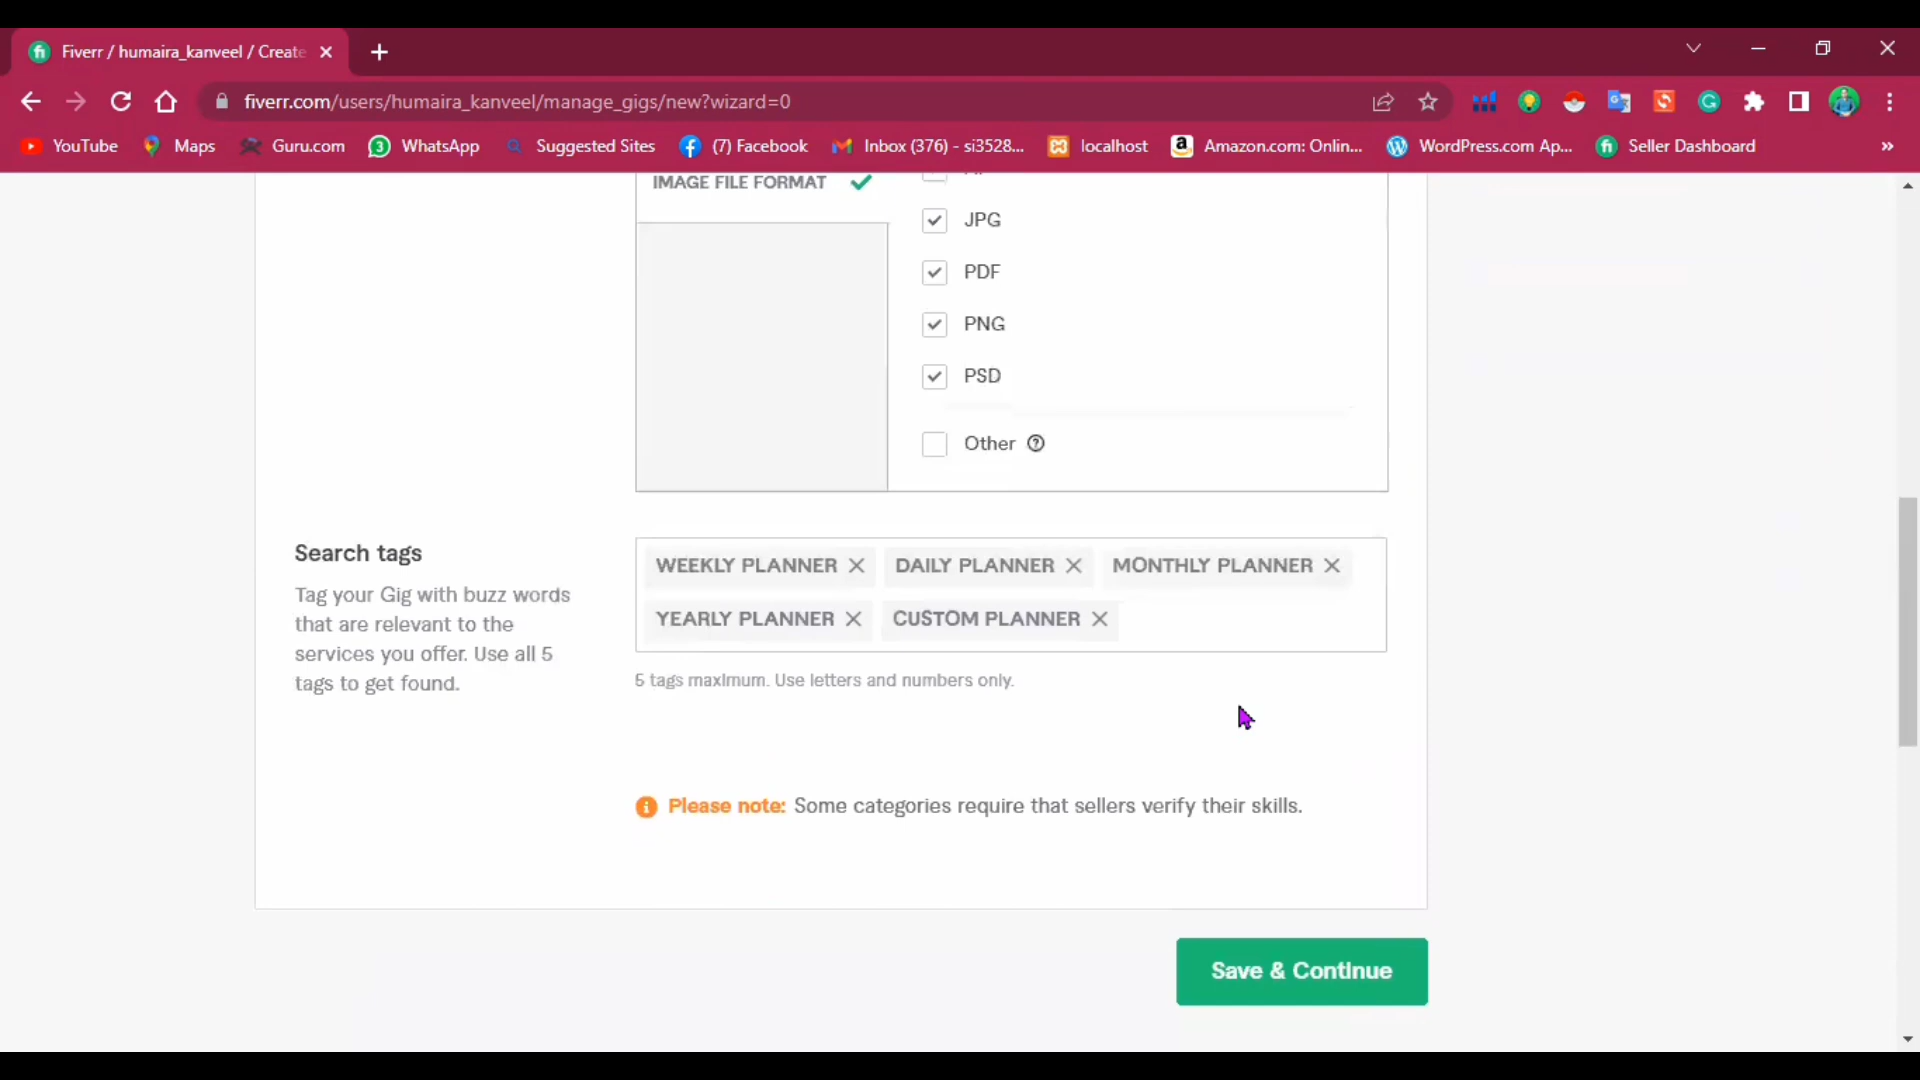 Fiverr / humaira_kanveel / Create
fiverr.com/users/humaira_kanveel/manage_gigs/new?wizard=0
YouTube Maps Guru.com 3 WhatsApp Suggested Sites (7) Facebook Inbox (376) - si3528... localhost Amazon.com: Onlin... WordPress.com Ap... Seller Dashboard »
IMAGE FILE FORMAT
JPG
PDF
PNG
PSD
Other
Search tags
Tag your Gig with buzz words
that are relevant to the
services you offer. Use all 5
tags to get found.
WEEKLY PLANNER DAILY PLANNER MONTHLY PLANNER
YEARLY PLANNER CUSTOM PLANNER
5 tags maximum. Use letters and numbers only.
Please note: Some categories require that sellers verify their skills.
Save & Continue